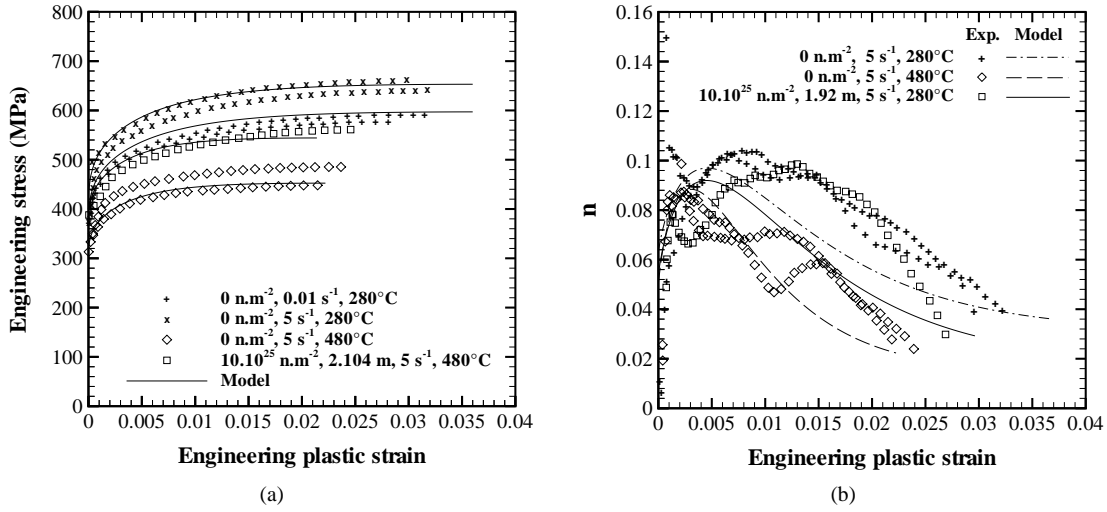 Engineering stress (MPa)
800
700
600
500
400
300
200
100
0
0 n.m-2, 0.01 s-1, 280°C
0 n.m-2, 5 s-1, 280°C
0 n.m-2, 5 s-1, 480°C
10.10^25 n.m-2, 2.104 m, 5 s-1, 480°C
Model
0 0.005 0.01 0.015 0.02 0.025 0.03 0.035 0.04
Engineering plastic strain
(a)
n
0.16
0.14
0.12
0.1
0.08
0.06
0.04
0.02
0
Exp. Model
0 n.m-2, 5 s-1, 280°C
0 n.m-2, 5 s-1, 480°C
10.10^25 n.m-2, 1.92 m, 5 s-1, 280°C
0 0.005 0.01 0.015 0.02 0.025 0.03 0.035 0.04
Engineering plastic strain
(b)